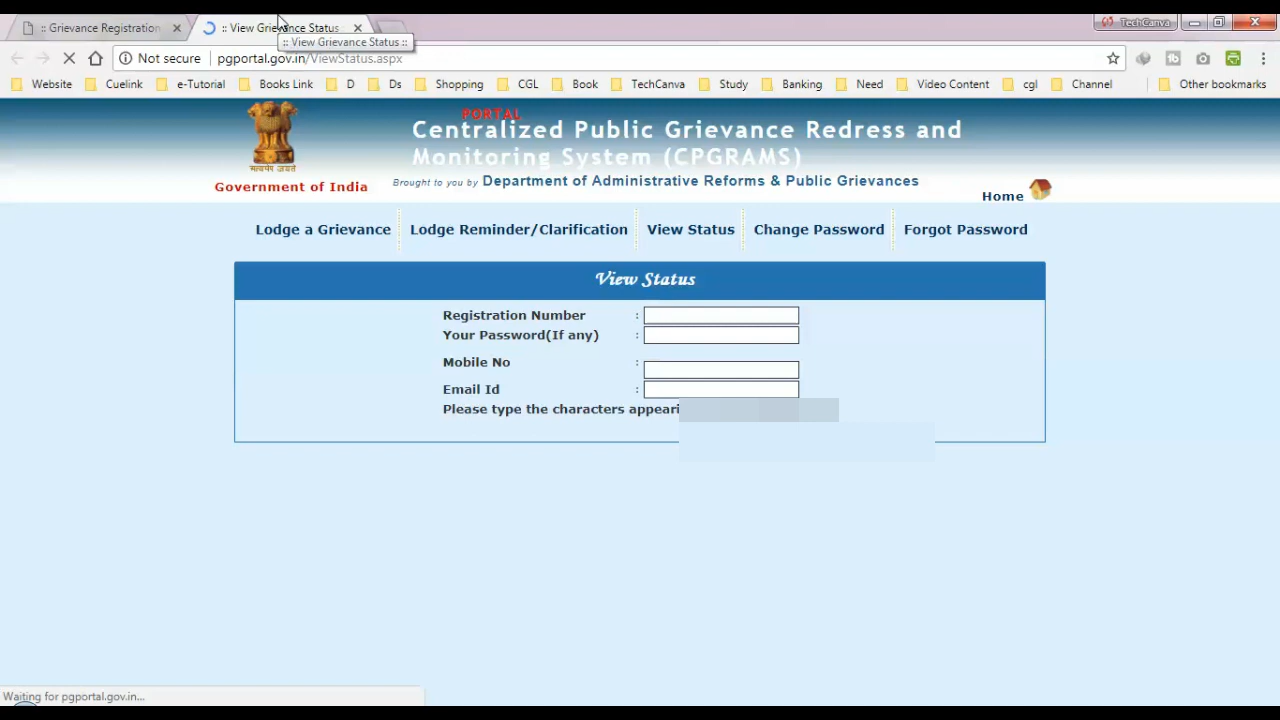 :: Grievance Registration
:: View Grievance Status
TechCanva
:: View Grievance Status ::
Not secure
pgportal.gov.in/ViewStatus.aspx
Website
Cuelink
e-Tutorial
Books Link
D
Ds
Shopping
CGL
Book
TechCanva
Study
Banking
Need
Video Content
cgl
Channel
Other bookmarks
PORTAL
Centralized Public Grievance Redress and
Monitoring System (CPGRAMS)
सत्यमेव जयते
Government of India
Brought to you by Department of Administrative Reforms & Public Grievances
Home
Lodge a Grievance
Lodge Reminder/Clarification
View Status
Change Password
Forgot Password
View Status
Registration Number :
Your Password(If any) :
Mobile No :
Email Id :
Please type the characters appeari
Waiting for pgportal.gov.in...